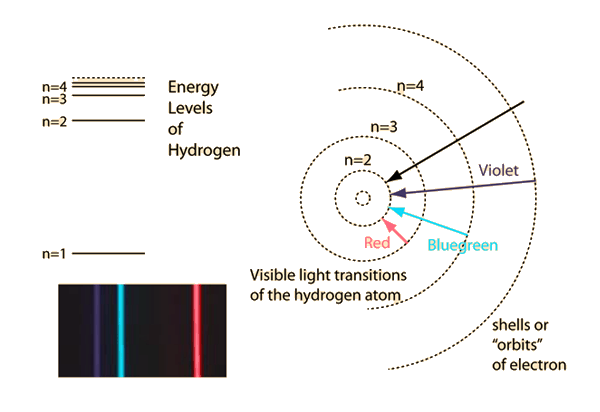 n=4
n=3
n=2
n=1
Energy
Levels
of
Hydrogen
n=4
n=3
n=2
Violet
Red
Bluegreen
Visible light transitions
of the hydrogen atom
shells or
“orbits”
of electron